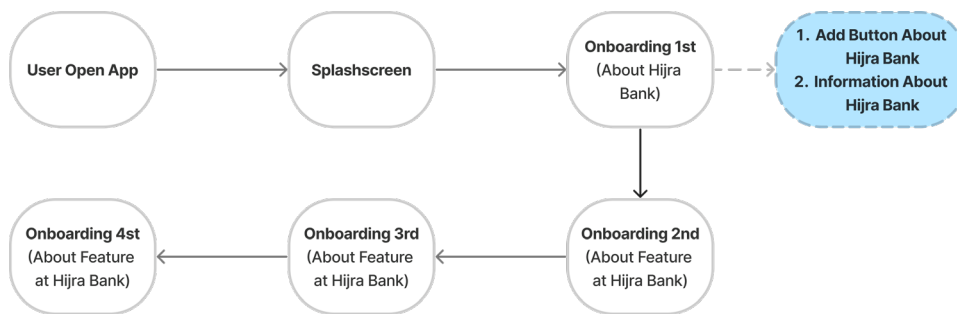 User Open App
Splashscreen
Onboarding 1st
(About Hijra
Bank)
1. Add Button About
Hijra Bank
2. Information About
Hijra Bank
Onboarding 4st
(About Feature
at Hijra Bank)
Onboarding 3rd
(About Feature
at Hijra Bank)
Onboarding 2nd
(About Feature
at Hijra Bank)